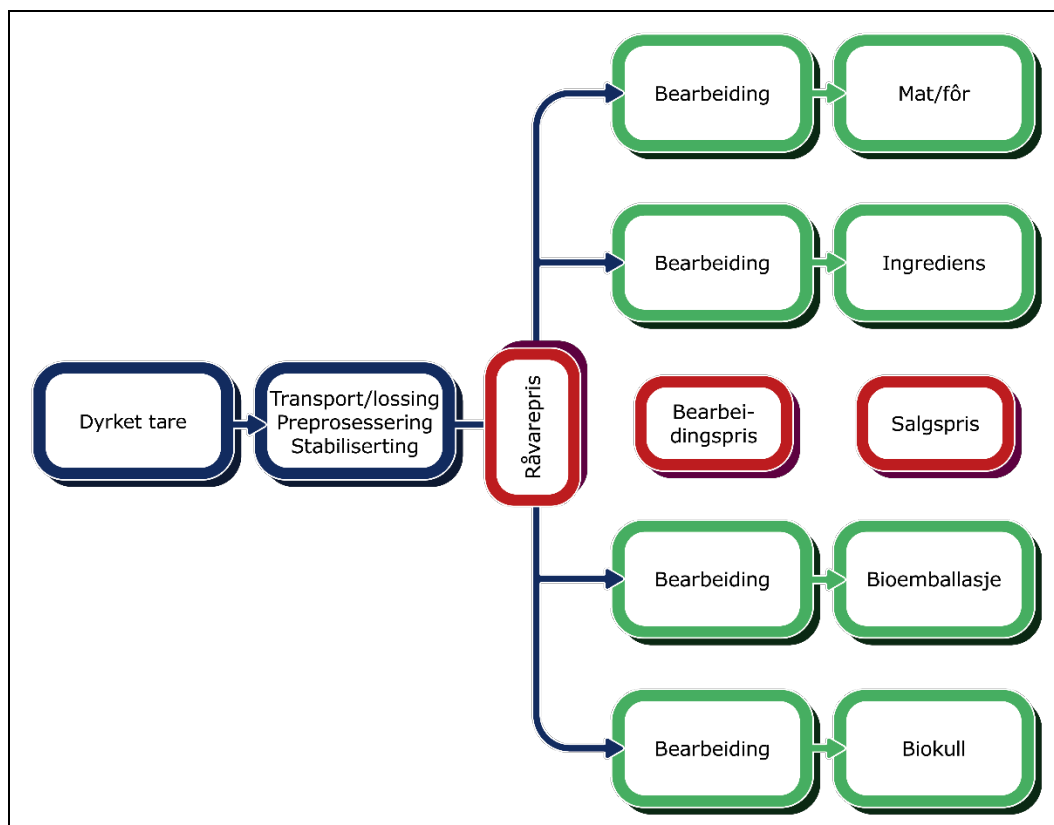 Bearbeiding
Mat/fôr
Bearbeiding
Ingrediens
Dyrket tare
Transport/lossing
Preprosessering
Stabiliserting
Råvarepris
Bearbei-
dingspris
Salgspris
Bearbeiding
Bioemballasje
Bearbeiding
Biokull